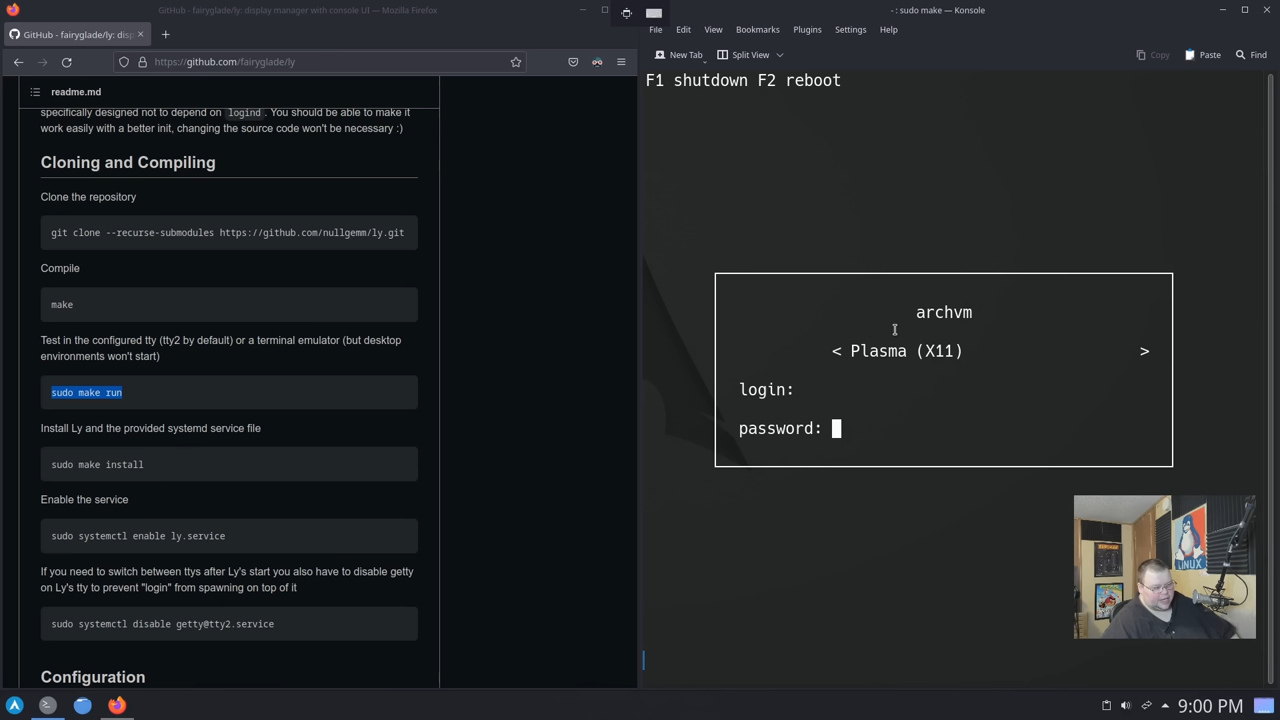 GitHub - fairyglade/ly: display manager with console UI — Mozilla Firefox
GitHub - fairyglade/ly: disp
https://github.com/fairyglade/ly
readme.md
specifically designed not to depend on logind. You should be able to make it
work easily with a better init, changing the source code won't be necessary :)
Cloning and Compiling
Clone the repository
git clone --recurse-submodules https://github.com/nullgemm/ly.git
Compile
make
Test in the configured tty (tty2 by default) or a terminal emulator (but desktop
environments won't start)
sudo make run
Install Ly and the provided systemd service file
sudo make install
Enable the service
sudo systemctl enable ly.service
If you need to switch between ttys after Ly's start you also have to disable getty
on Ly's tty to prevent "login" from spawning on top of it
sudo systemctl disable getty@tty2.service
Configuration
- : sudo make — Konsole
File Edit View Bookmarks Plugins Settings Help
New Tab Split View Copy Paste Find
F1 shutdown F2 reboot
archvm
< Plasma (X11) >
login:
password:
LINUX
9:00 PM